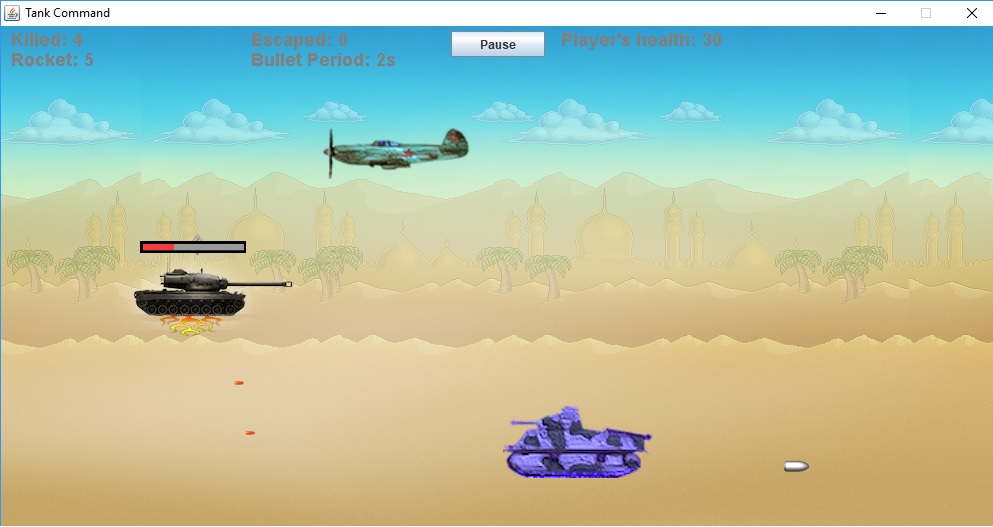 Tank Command
Killed: 4 Escaped: 0 Pause Player's health: 30
Rocket: 5 Bullet Period: 2s